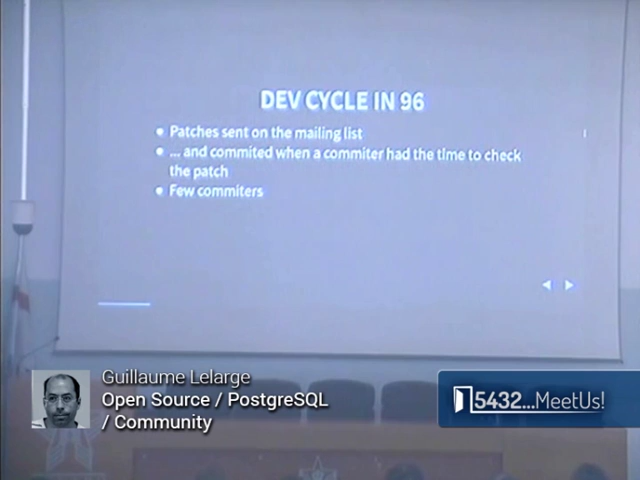 DEV CYCLE IN 96
Patches sent on the mailing list
... and commited when a commiter had the time to check
the patch
Few commiters
Guillaume Lelarge
Open Source / PostgreSQL
/ Community
5432...MeetUs!